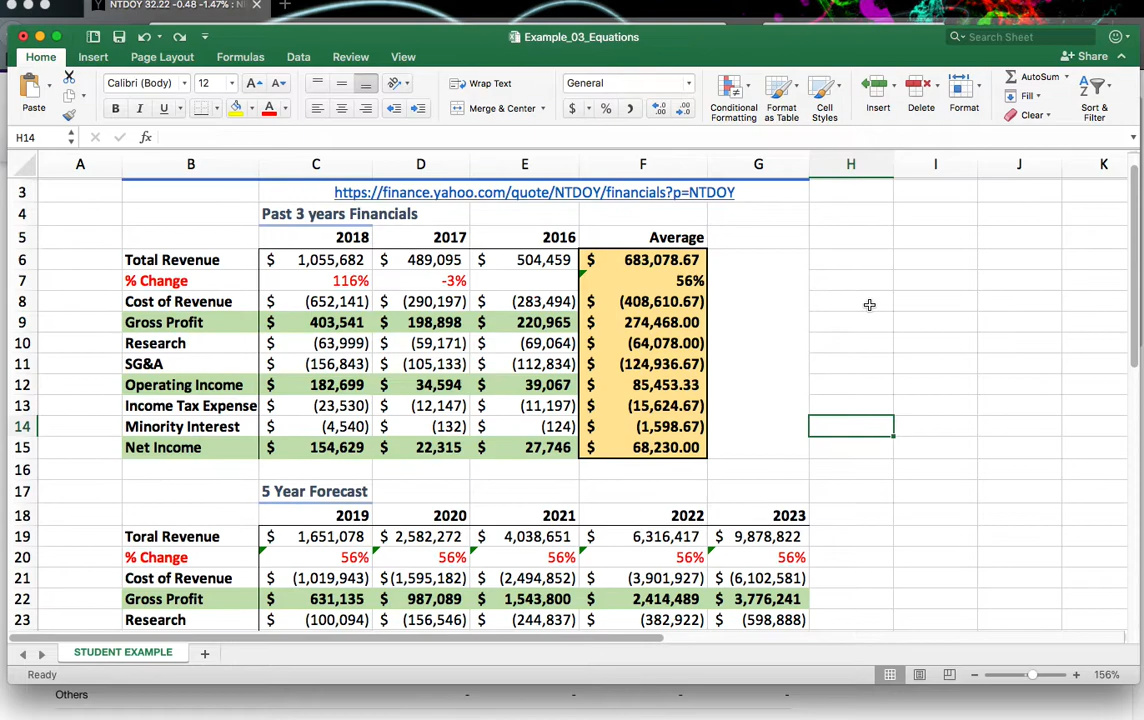 NTDOY 32.22 -0.48 -1.47% : NT
Example_03_Equations
Search Sheet
Home Insert Page Layout Formulas Data Review View
Share
Paste
Calibri (Body) 12
Wrap Text
General
AutoSum
B I U
Merge & Center
$ % )
Conditional Formatting
Format as Table
Cell Styles
Insert
Delete
Format
Fill
Clear
Sort & Filter
H14 fx
A B C D E F G H I J K
3 https://finance.yahoo.com/quote/NTDOY/financials?p=NTDOY
4 Past 3 years Financials
5 2018 2017 2016 Average
6 Total Revenue $ 1,055,682 $ 489,095 $ 504,459 $ 683,078.67
7 % Change 116% -3% 56%
8 Cost of Revenue $ (652,141) $ (290,197) $ (283,494) $ (408,610.67)
9 Gross Profit $ 403,541 $ 198,898 $ 220,965 $ 274,468.00
10 Research $ (63,999) $ (59,171) $ (69,064) $ (64,078.00)
11 SG&A $ (156,843) $ (105,133) $ (112,834) $ (124,936.67)
12 Operating Income $ 182,699 $ 34,594 $ 39,067 $ 85,453.33
13 Income Tax Expense $ (23,530) $ (12,147) $ (11,197) $ (15,624.67)
14 Minority Interest $ (4,540) $ (132) $ (124) $ (1,598.67)
15 Net Income $ 154,629 $ 22,315 $ 27,746 $ 68,230.00
16
17 5 Year Forecast
18 2019 2020 2021 2022 2023
19 Toral Revenue $ 1,651,078 $ 2,582,272 $ 4,038,651 $ 6,316,417 $ 9,878,822
20 % Change 56% 56% 56% 56% 56%
21 Cost of Revenue $ (1,019,943) $ (1,595,182) $ (2,494,852) $ (3,901,927) $ (6,102,581)
22 Gross Profit $ 631,135 $ 987,089 $ 1,543,800 $ 2,414,489 $ 3,776,241
23 Research $ (100,094) $ (156,546) $ (244,837) $ (382,922) $ (598,888)
STUDENT EXAMPLE
Ready 156%
Others - - - -